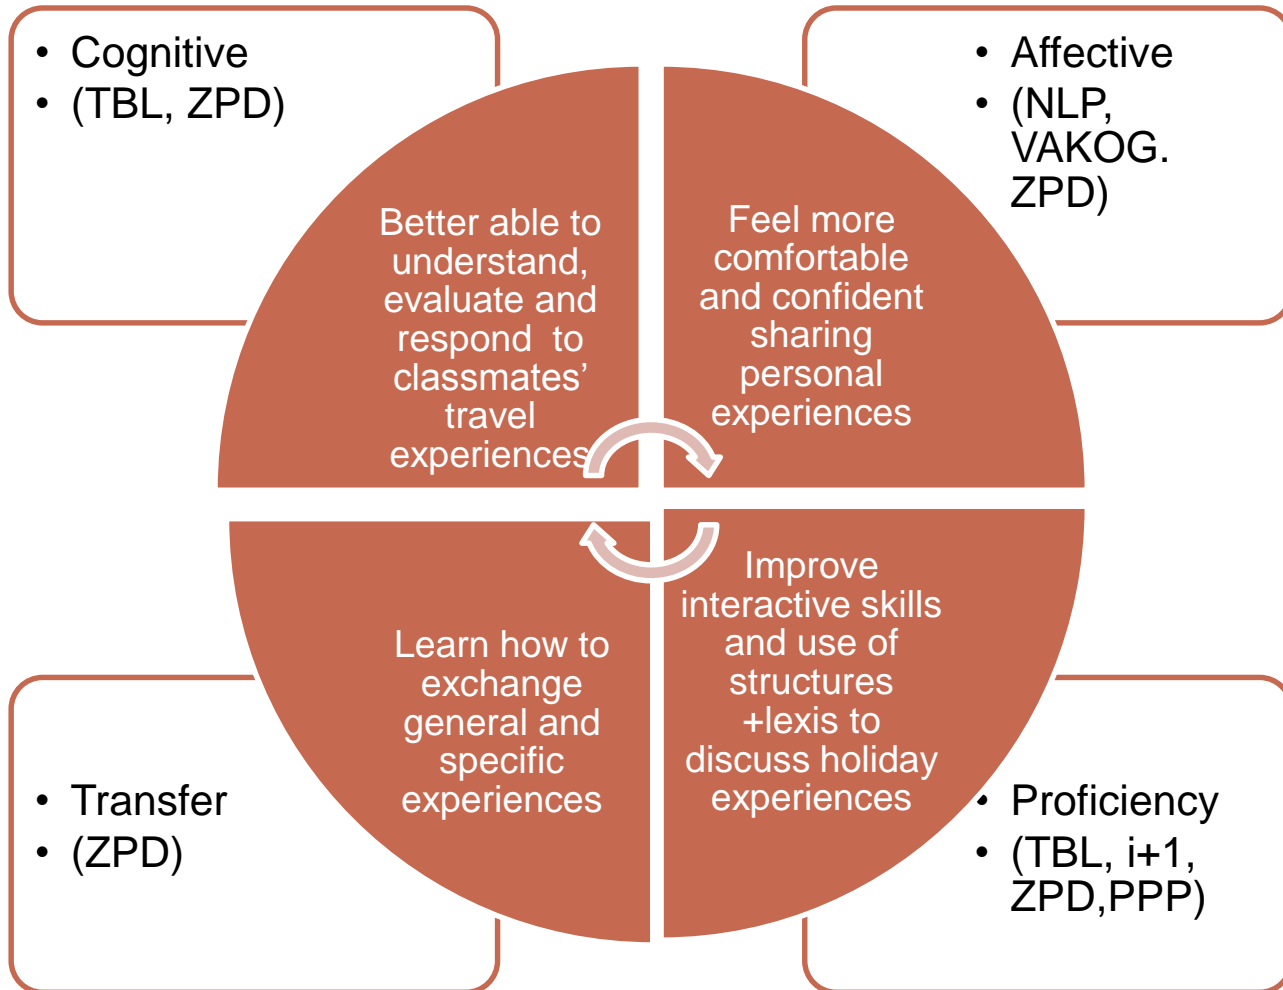 • Cognitive
• (TBL, ZPD)
Better able to
understand,
evaluate and
respond  to
classmates’
travel
experiences
• Affective
• (NLP,
VAKOG.
ZPD)
Feel more
comfortable
and confident
sharing
personal
experiences
Learn how to
exchange
general and
specific
experiences
• Transfer
• (ZPD)
Improve
interactive skills
and use of
structures
+lexis to
discuss holiday
experiences
• Proficiency
• (TBL, i+1,
ZPD,PPP)